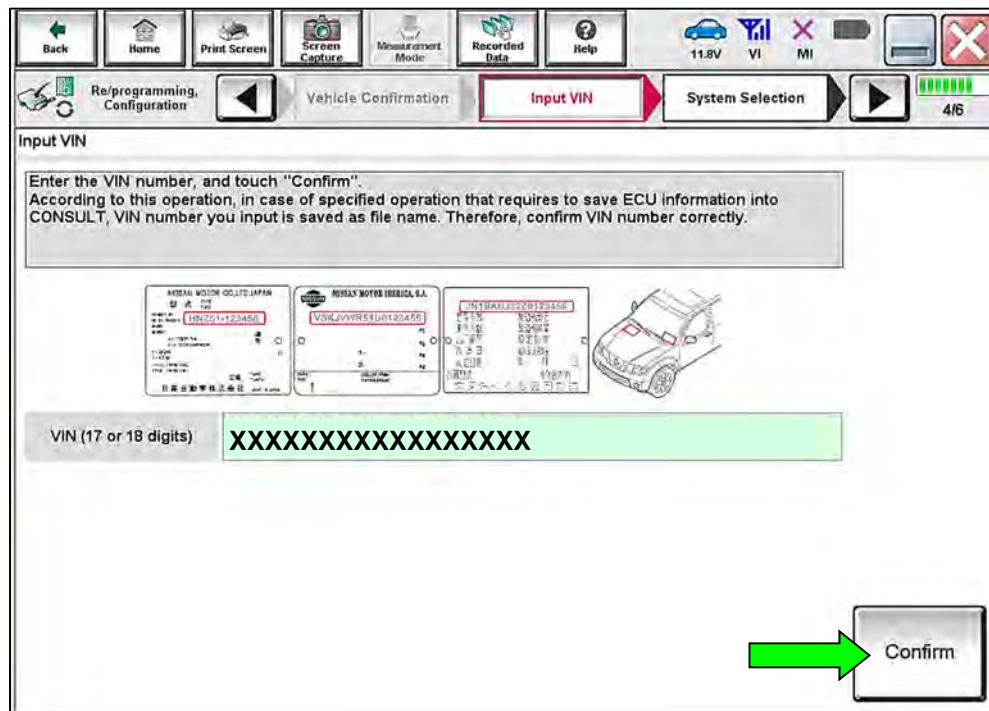 Back
Home
Print Screen
Screen
Capture
Measurement
Mode
Recorded
Data
Help
11.8V
VI
MI
Re/programming,
Configuration
Vehicle Confirmation
Input VIN
System Selection
4/6
Input VIN
Enter the VIN number, and touch "Confirm".
According to this operation, in case of specified operation that requires to save ECU information into
CONSULT, VIN number you input is saved as file name. Therefore, confirm VIN number correctly.
NISSAN MOTOR CO.,LTD.JAPAN
NISSAN MOTOR IBERICA, S.A.
VIN (17 or 18 digits)
XXXXXXXXXXXXXXXXX
Confirm